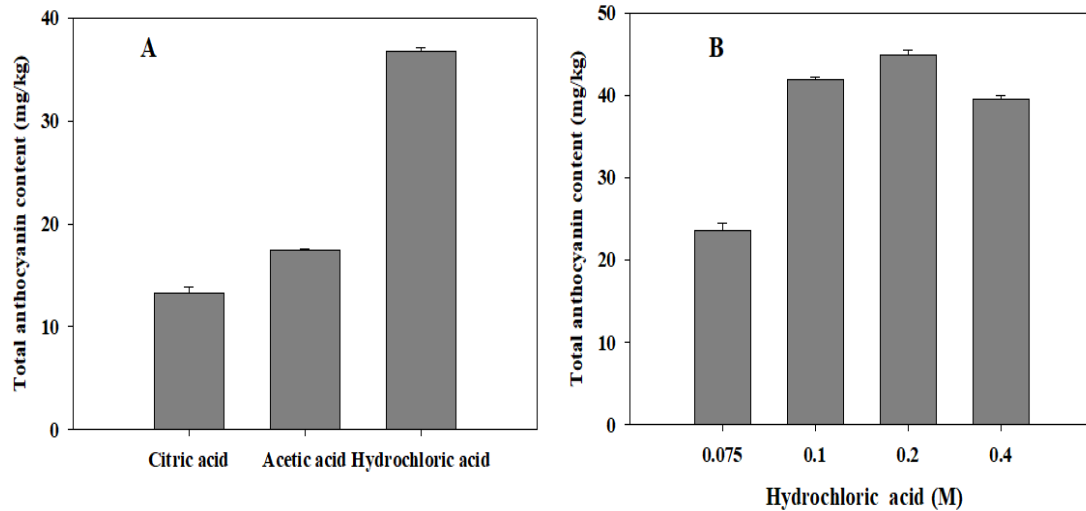 A
Total anthocyanin content (mg/kg)
40
30
20
10
0
Citric acid Acetic acid Hydrochloric acid
B
Total anthocyanin content (mg/kg)
50
40
30
20
10
0
0.075 0.1 0.2 0.4
Hydrochloric acid (M)